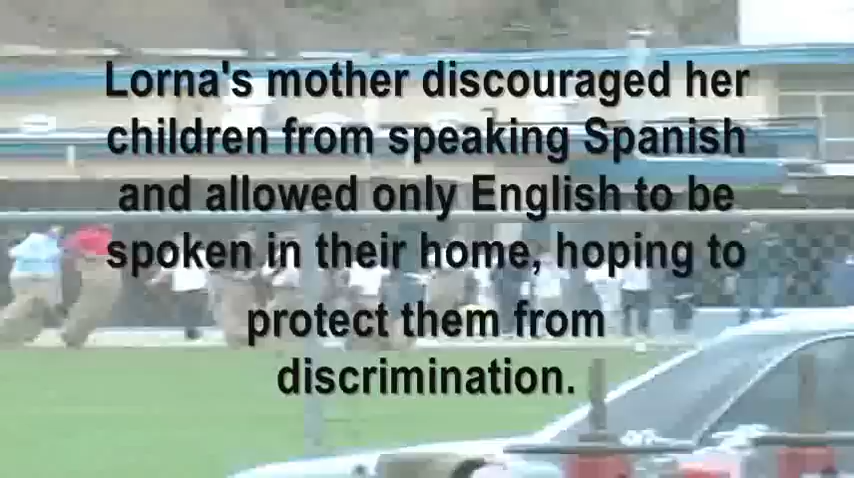 Lorna's mother discouraged her
children from speaking Spanish
and allowed only English to be
spoken in their home, hoping to
protect them from
discrimination.